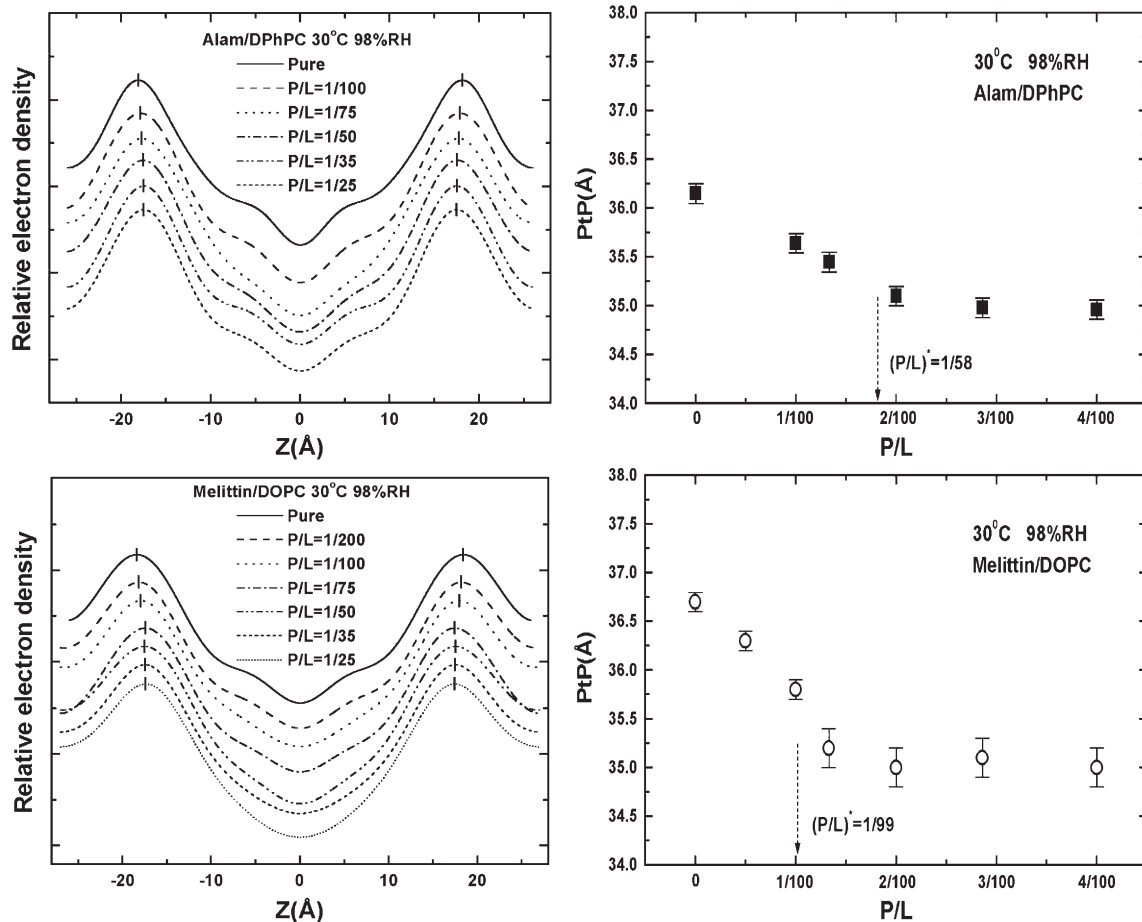 Alam/DPhPC 30°C 98%RH
Pure
P/L=1/100
P/L=1/75
P/L=1/50
P/L=1/35
P/L=1/25
Relative electron density
-20 -10 0 10 20
Z(Å)
38.0
37.5
37.0
36.5
36.0
35.5
35.0
34.5
34.0
PtP(Å)
30⁰C 98%RH
Alam/DPhPC
(P/L)*=1/58
0 1/100 2/100 3/100 4/100
P/L
Melittin/DOPC 30°C 98%RH
Pure
P/L=1/200
P/L=1/100
P/L=1/75
P/L=1/50
P/L=1/35
P/L=1/25
Relative electron density
-20 -10 0 10 20
Z(Å)
38.0
37.5
37.0
36.5
36.0
35.5
35.0
34.5
34.0
PtP(Å)
30⁰C 98%RH
Melittin/DOPC
(P/L)*=1/99
0 1/100 2/100 3/100 4/100
P/L